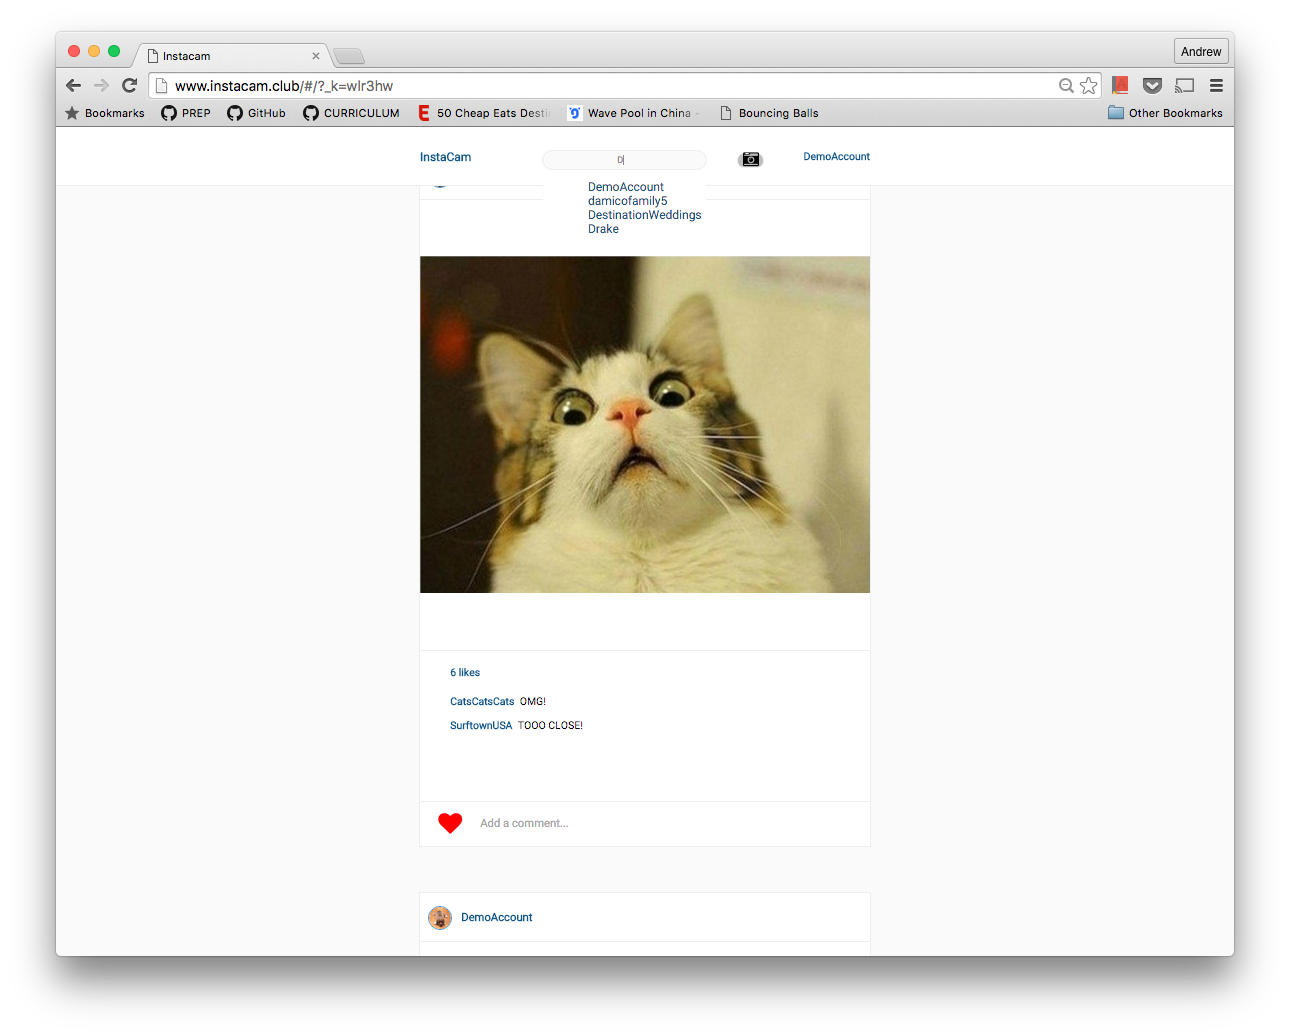 Instacam
Andrew
www.instacam.club/#/?_k=wlr3hw
Bookmarks PREP GitHub CURRICULUM 50 Cheap Eats Desti Wave Pool in China - Bouncing Balls Other Bookmarks
InstaCam D DemoAccount
DemoAccount
damicofamily5
DestinationWeddings
Drake
6 likes
CatsCatsCats OMG!
SurftownUSA TOOO CLOSE!
Add a comment...
DemoAccount